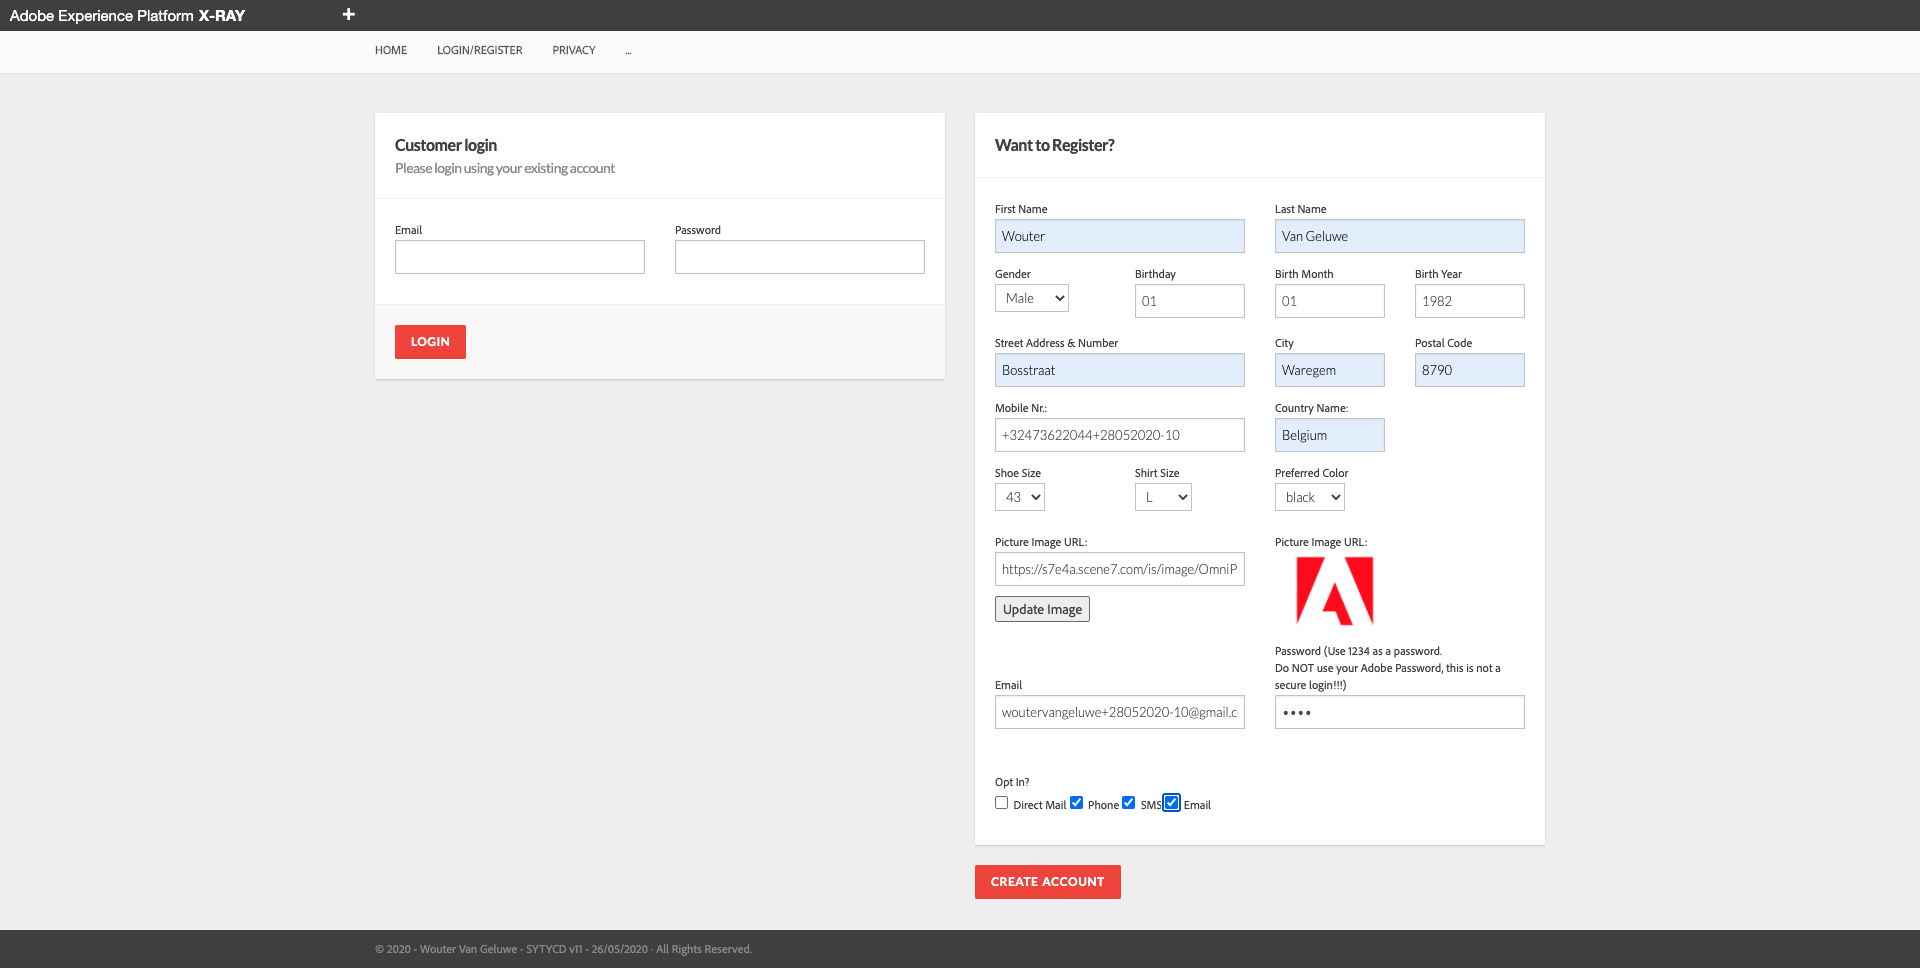 Adobe Experience Platform X-RAY
HOME LOGIN/REGISTER PRIVACY ...
Customer login
Please login using your existing account
Email Password
LOGIN
Want to Register?
First Name Last Name
Wouter Van Geluwe
Gender Birthday Birth Month Birth Year
Male 01 01 1982
Street Address & Number City Postal Code
Bosstraat Waregem 8790
Mobile Nr.: Country Name:
+32473622044+28052020-10 Belgium
Shoe Size Shirt Size Preferred Color
43 L black
Picture Image URL: Picture Image URL:
https://s7e4a.scene7.com/is/image/OmniP
Update Image
Password (Use 1234 as a password.
Do NOT use your Adobe Password, this is not a
secure login!!!)
Email
woutervangeluwe+28052020-10@gmail.c
••••
Opt In?
Direct Mail Phone SMS Email
CREATE ACCOUNT
© 2020 - Wouter Van Geluwe - SYTYCD v11 - 26/05/2020 · All Rights Reserved.